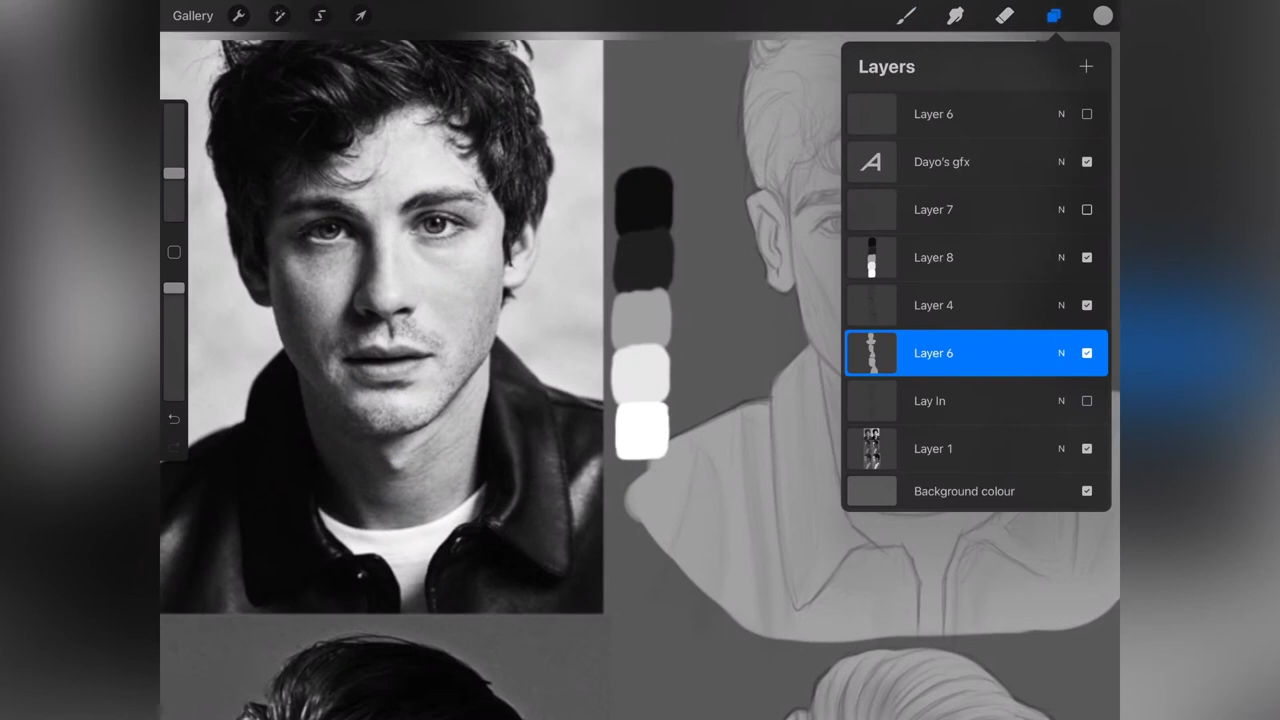 Gallery
Layers
Layer 6 N
Dayo's gfx N
Layer 7 N
Layer 8 N
Layer 4 N
Layer 6 N
Lay In N
Layer 1 N
Background colour